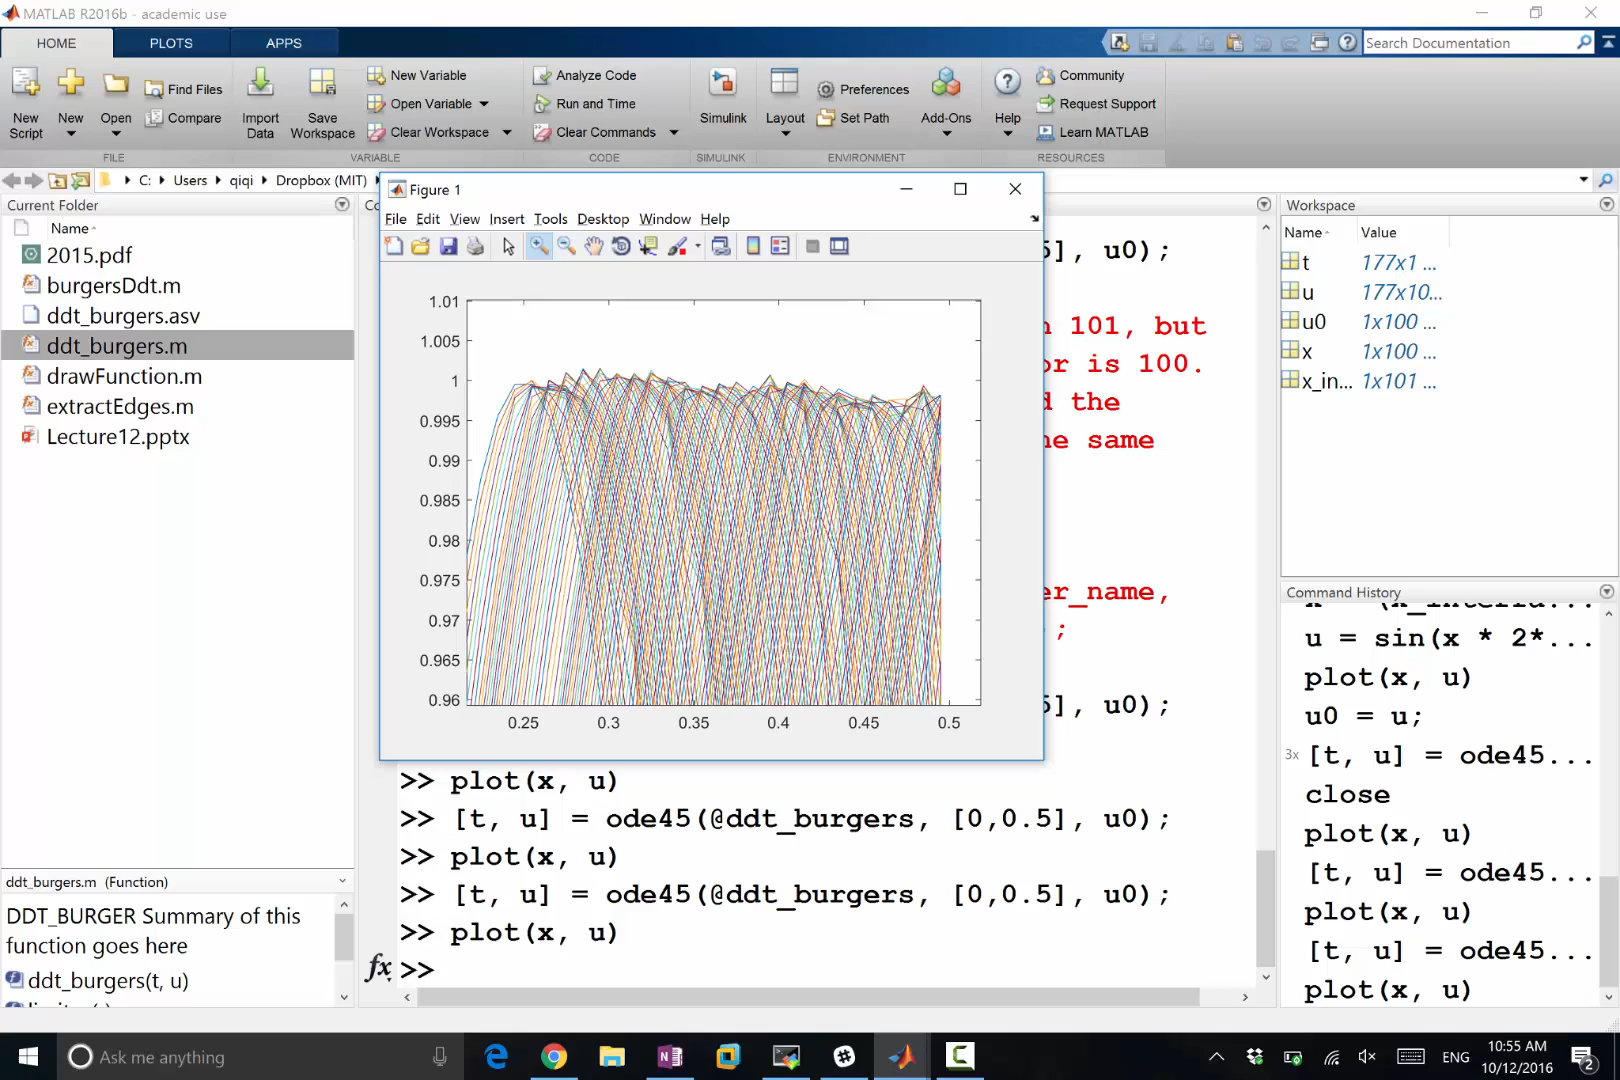 MATLAB R2016b - academic use
HOME PLOTS APPS
Search Documentation
New Script
New
Open
Find Files
Compare
Import Data
Save Workspace
New Variable
Open Variable
Clear Workspace
Analyze Code
Run and Time
Clear Commands
Simulink
Layout
Preferences
Set Path
Add-Ons
Help
Community
Request Support
Learn MATLAB
FILE VARIABLE CODE SIMULINK ENVIRONMENT RESOURCES
C: Users qiqi Dropbox (MIT)
Current Folder
Name
2015.pdf
burgersDdt.m
ddt_burgers.asv
ddt_burgers.m
drawFunction.m
extractEdges.m
Lecture12.pptx
ddt_burgers.m (Function)
DDT_BURGER Summary of this
function goes here
ddt_burgers(t, u)
Co
5], u0);
n 101, but
or is 100.
d the
he same
er_name,
);
5], u0);
Figure 1
File Edit View Insert Tools Desktop Window Help
1.01
1.005
1
0.995
0.99
0.985
0.98
0.975
0.97
0.965
0.96
0.25 0.3 0.35 0.4 0.45 0.5
>> plot(x, u)
>> [t, u] = ode45(@ddt_burgers, [0,0.5], u0);
>> plot(x, u)
>> [t, u] = ode45(@ddt_burgers, [0,0.5], u0);
>> plot(x, u)
fx >>
Workspace
Name Value
t 177x1 ...
u 177x10...
u0 1x100 ...
x 1x100 ...
x_in... 1x101 ...
Command History
u = sin(x * 2*...
plot(x, u)
u0 = u;
3x [t, u] = ode45...
close
plot(x, u)
[t, u] = ode45...
plot(x, u)
[t, u] = ode45...
plot(x, u)
Ask me anything
ENG
10:55 AM
10/12/2016
2